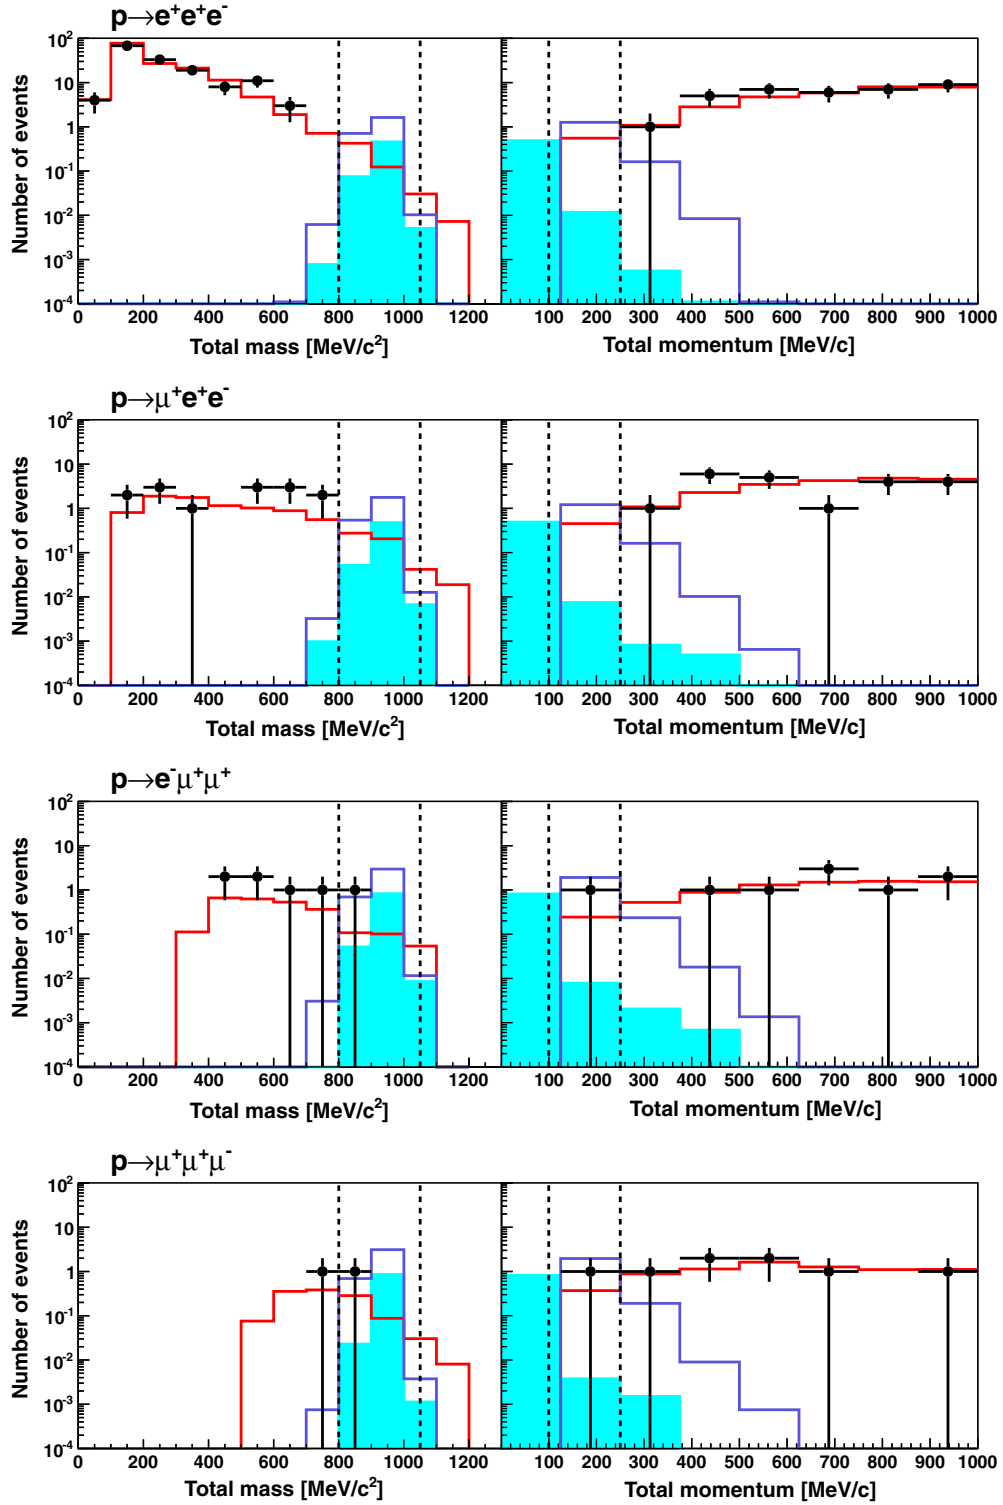 p→e⁺e⁺e⁻
Number of events
10² 10 1 10⁻¹ 10⁻² 10⁻³ 10⁻⁴
0 200 400 600 800 1000 1200
Total mass [MeV/c²]
100 200 300 400 500 600 700 800 900 1000
Total momentum [MeV/c]
p→μ⁺e⁺e⁻
Number of events
10² 10 1 10⁻¹ 10⁻² 10⁻³ 10⁻⁴
0 200 400 600 800 1000 1200
Total mass [MeV/c²]
100 200 300 400 500 600 700 800 900 1000
Total momentum [MeV/c]
p→e⁻μ⁺μ⁺
Number of events
10² 10 1 10⁻¹ 10⁻² 10⁻³ 10⁻⁴
0 200 400 600 800 1000 1200
Total mass [MeV/c²]
100 200 300 400 500 600 700 800 900 1000
Total momentum [MeV/c]
p→μ⁺μ⁺μ⁻
Number of events
10² 10 1 10⁻¹ 10⁻² 10⁻³ 10⁻⁴
0 200 400 600 800 1000 1200
Total mass [MeV/c²]
100 200 300 400 500 600 700 800 900 1000
Total momentum [MeV/c]